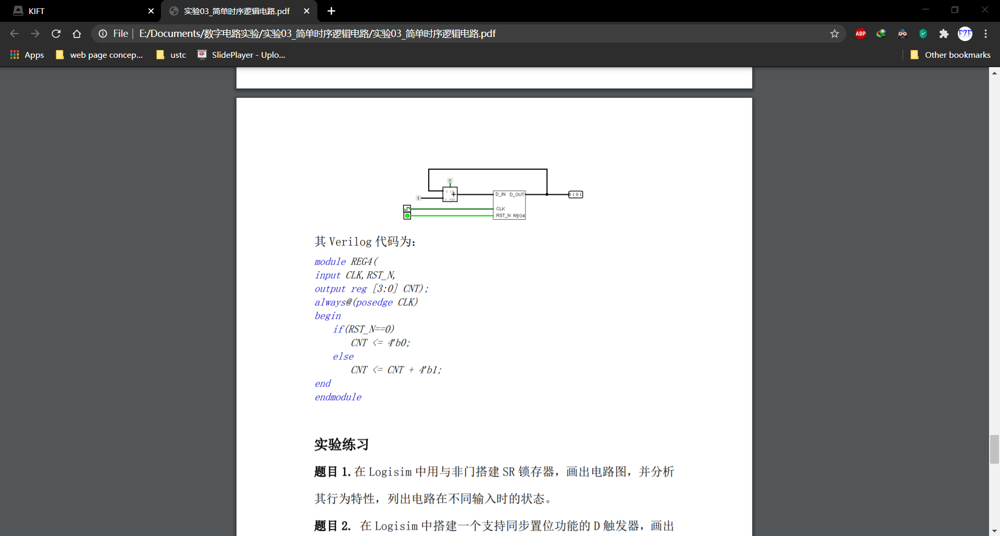 KIFT
实验03_简单时序逻辑电路.pdf
File
E:/Documents/数字电路实验/实验03_简单时序逻辑电路/实验03_简单时序逻辑电路.pdf
ABP
FZF
Apps
web page concep...
ustc
SlidePlayer - Uplo...
Other bookmarks
0
c in
+
1
c out
D_IN D_OUT
0101
CLK
RST_N REG4
其 Verilog 代码为：
module REG4(
input CLK,RST_N,
output reg [3:0] CNT);
always@(posedge CLK)
begin
if(RST_N==0)
CNT <= 4'b0;
else
CNT <= CNT + 4'b1;
end
endmodule
实验练习
题目 1. 在 Logisim 中用与非门搭建 SR 锁存器，画出电路图，并分析
其行为特性，列出电路在不同输入时的状态。
题目 2. 在 Logisim 中搭建一个支持同步置位功能的 D 触发器，画出